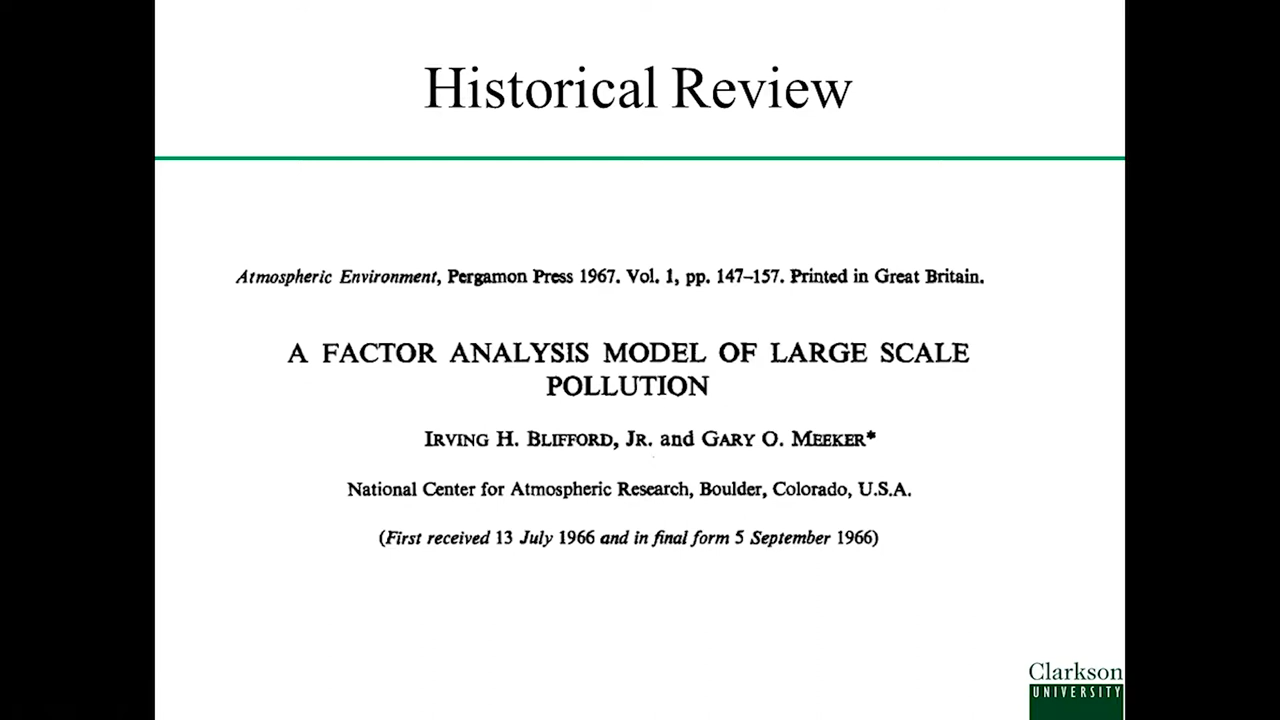 Historical Review
Atmospheric Environment, Pergamon Press 1967. Vol. 1, pp. 147–157. Printed in Great Britain.
A FACTOR ANALYSIS MODEL OF LARGE SCALE
POLLUTION
IRVING H. BLIFFORD, JR. and GARY O. MEEKER*
National Center for Atmospheric Research, Boulder, Colorado, U.S.A.
(First received 13 July 1966 and in final form 5 September 1966)
Clarkson
UNIVERSITY